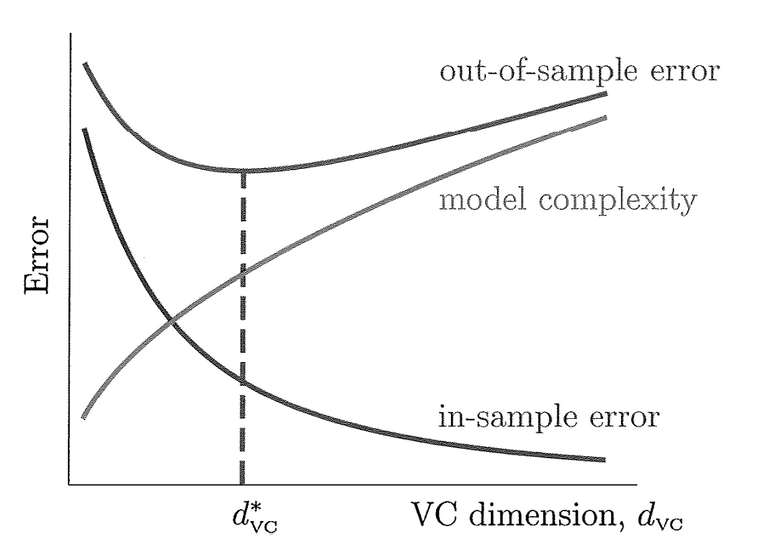 out-of-sample error
model complexity
Error
in-sample error
d*VC
VC dimension, dVC